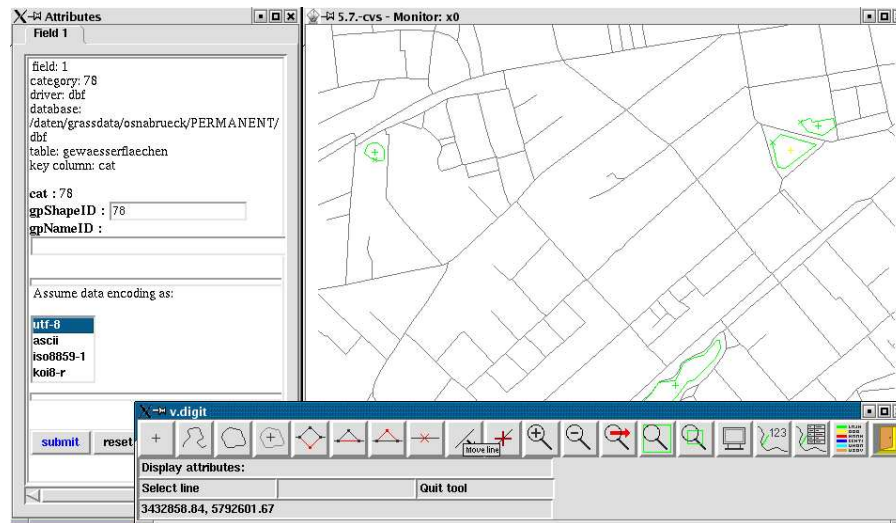 Attributes
Field 1
field: 1
category: 78
driver: dbf
database:
/daten/grassdata/osnabrueck/PERMANENT/
dbf
table: gewaesserflaechen
key column: cat
cat : 78
gpShapeID : 78
gpNameID :
Assume data encoding as:
utf-8
ascii
iso8859-1
koi8-r
submit reset
5.7.-cvs - Monitor: x0
v.digit
Move line
123
Display attributes:
Select line Quit tool
3432858.84, 5792601.67